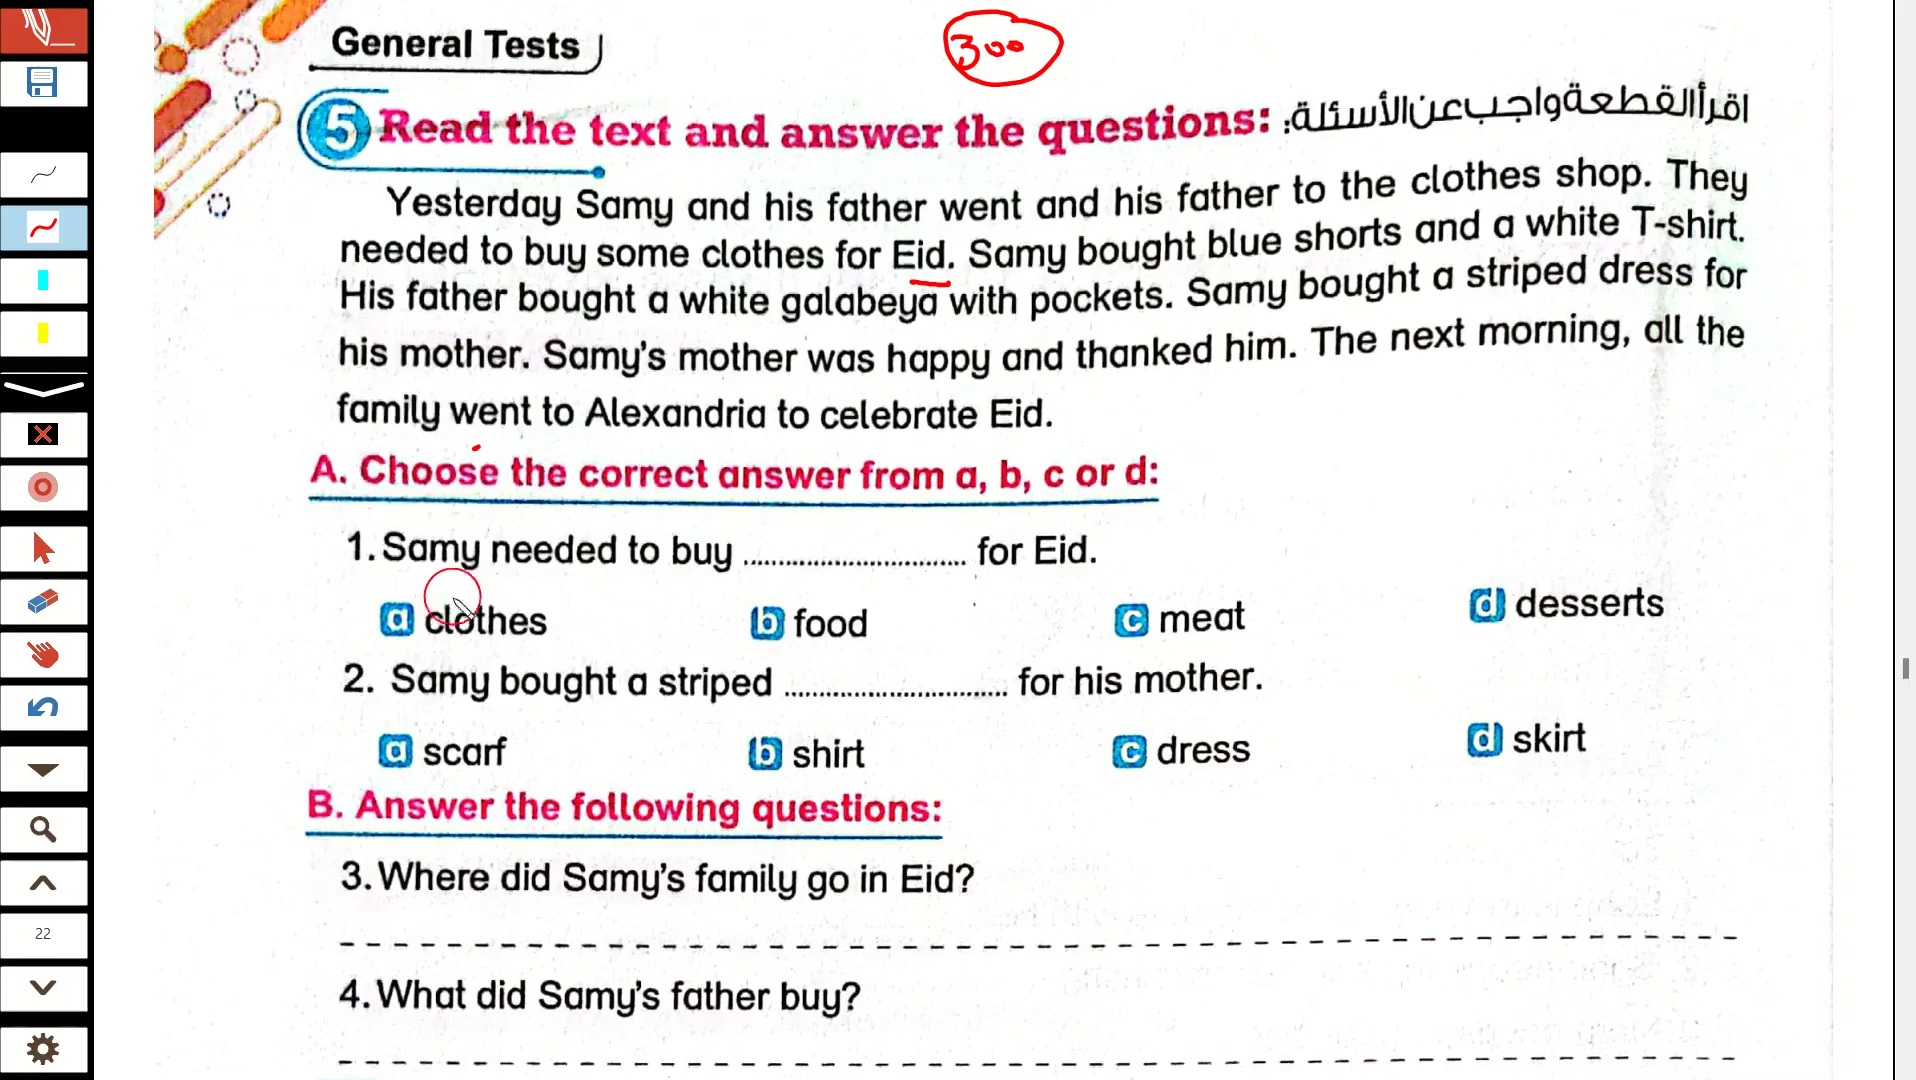 General Tests
300
5 Read the text and answer the questions: اقرأ القطعة واجب عن الأسئلة:
Yesterday Samy and his father went and his father to the clothes shop. They
needed to buy some clothes for Eid. Samy bought blue shorts and a white T-shirt.
His father bought a white galabeya with pockets. Samy bought a striped dress for
his mother. Samy's mother was happy and thanked him. The next morning, all the
family went to Alexandria to celebrate Eid.
A. Choose the correct answer from a, b, c or d:
1. Samy needed to buy .............................. for Eid.
a clothes b food c meat d desserts
2. Samy bought a striped .............................. for his mother.
a scarf b shirt c dress d skirt
B. Answer the following questions:
3. Where did Samy's family go in Eid?
4. What did Samy's father buy?
22